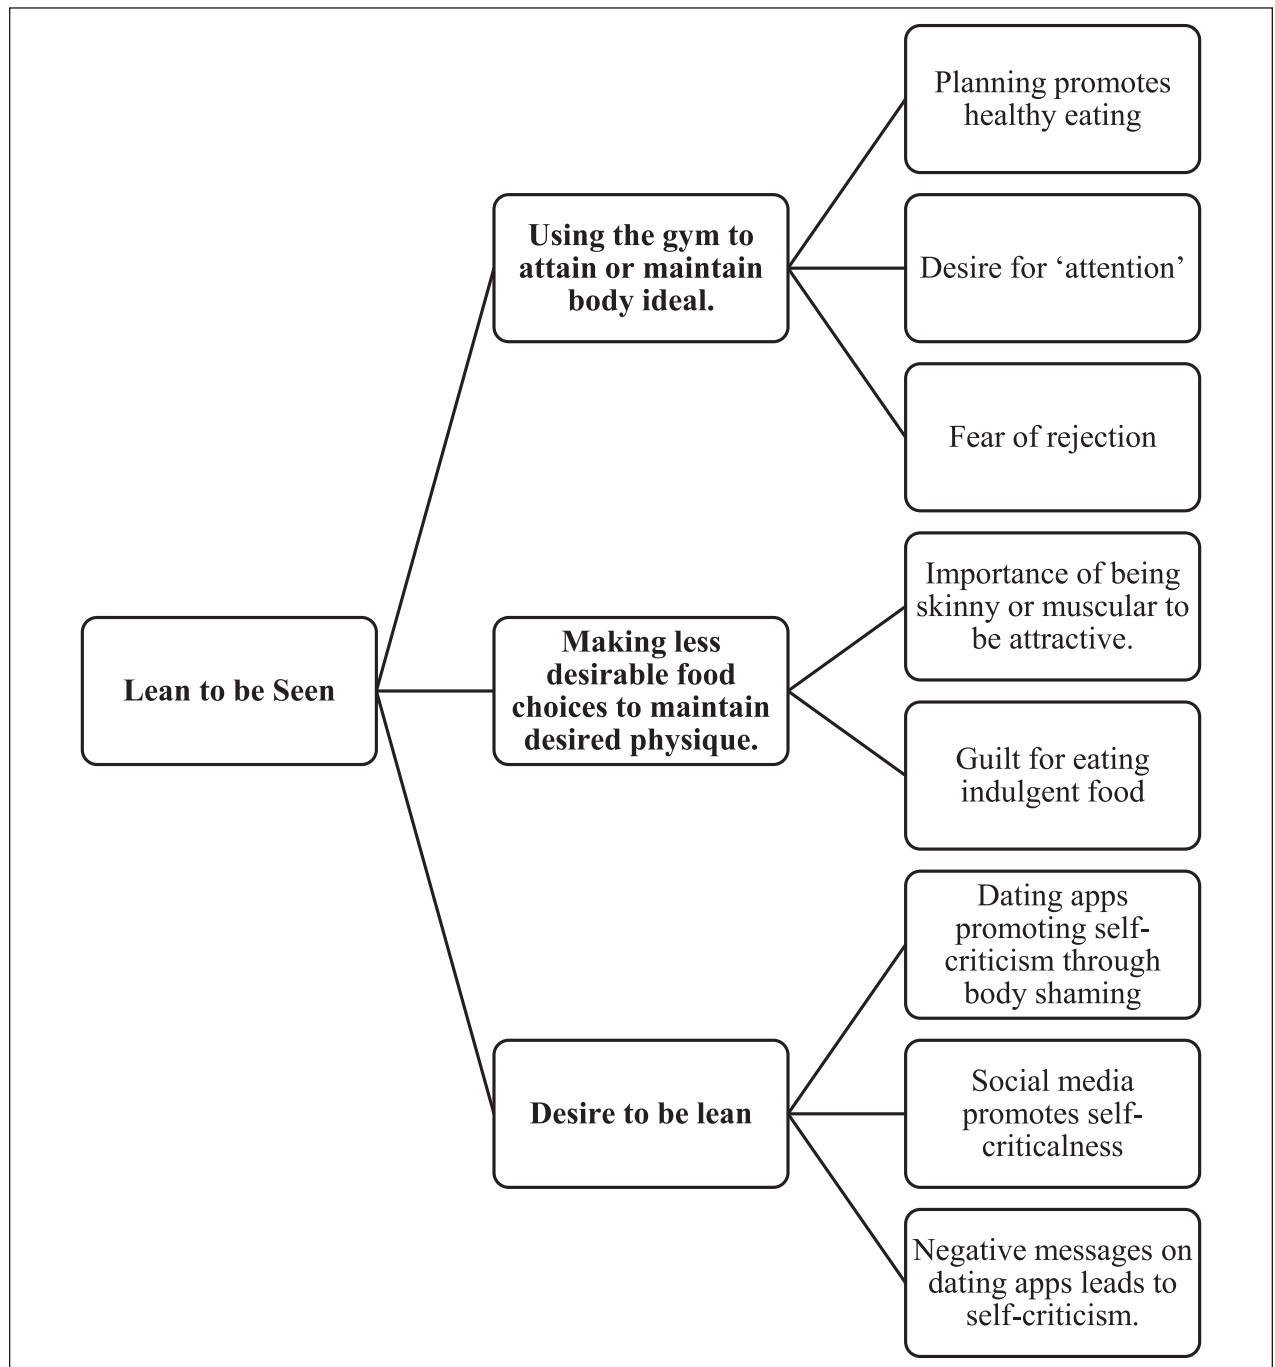 Planning promotes
healthy eating
Using the gym to
attain or maintain
body ideal.
Desire for ‘attention’
Fear of rejection
Lean to be Seen
Making less
desirable food
choices to maintain
desired physique.
Importance of being
skinny or muscular to
be attractive.
Guilt for eating
indulgent food
Desire to be lean
Dating apps
promoting self-
criticism through
body shaming
Social media
promotes self-
criticalness
Negative messages on
dating apps leads to
self-criticism.